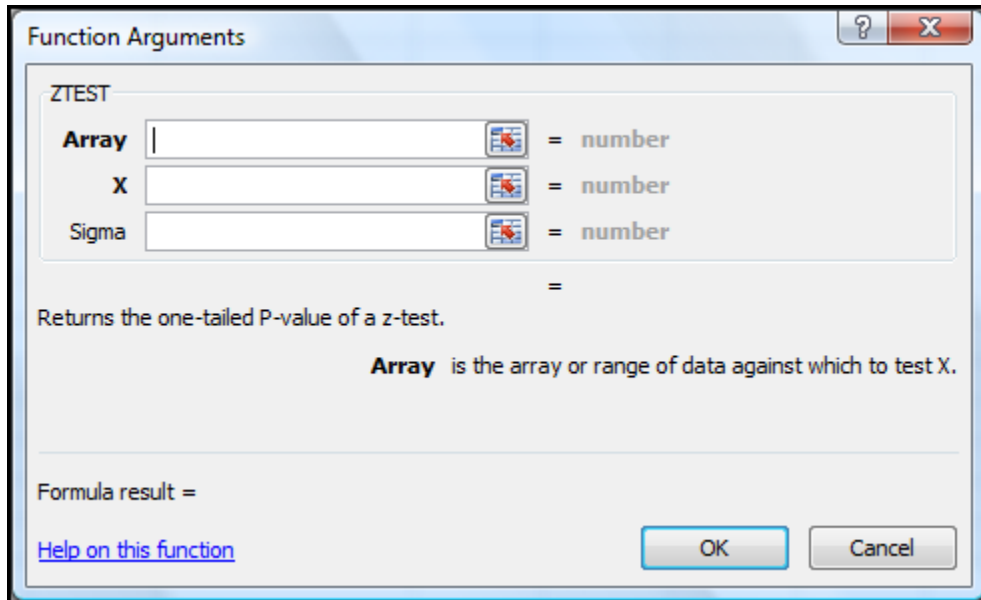 Function Arguments
ZTEST
Array = number
X = number
Sigma = number
=
Returns the one-tailed P-value of a z-test.
Array is the array or range of data against which to test X.
Formula result =
Help on this function OK Cancel